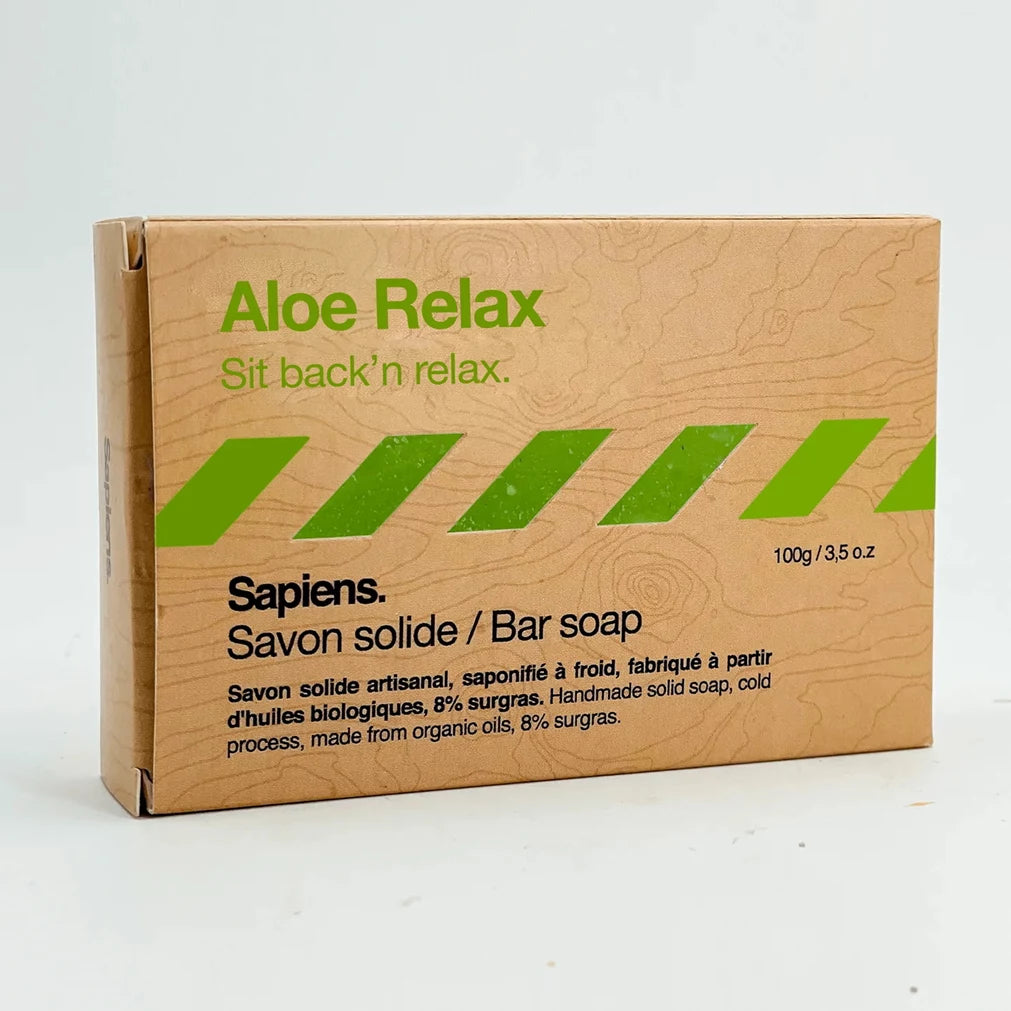 Aloe Relax
Sit back’n relax.
100g / 3,5 o.z
Sapiens.
Savon solide / Bar soap
Savon solide artisanal, saponifié à froid, fabriqué à partir
d'huiles biologiques, 8% surgras. Handmade solid soap, cold
process, made from organic oils, 8% surgras.
Sapiens.